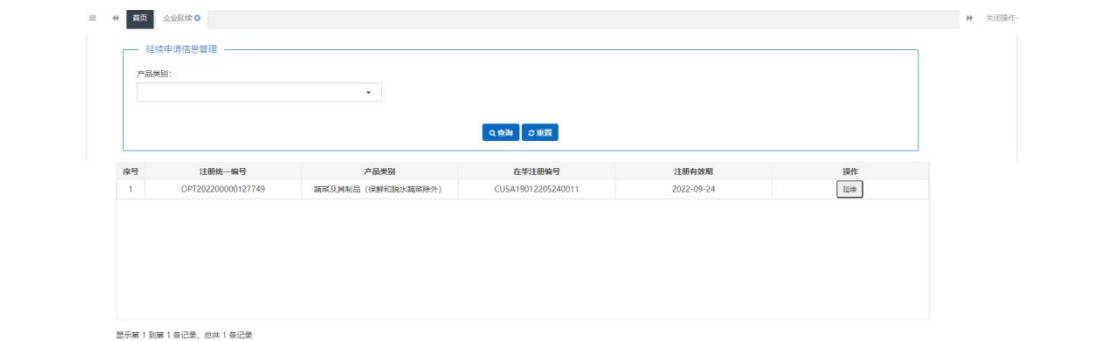 首页 企业延续 关闭操作
延续申请信息管理
产品类别：
查询 重置
序号 注册统一编号 产品类别 在华注册编号 注册有效期 操作
1 OPT202200000127749 蔬菜及其制品（保鲜和脱水蔬菜除外） CUSA19012205240011 2022-09-24 延续
显示第 1 到第 1 条记录，总共 1 条记录